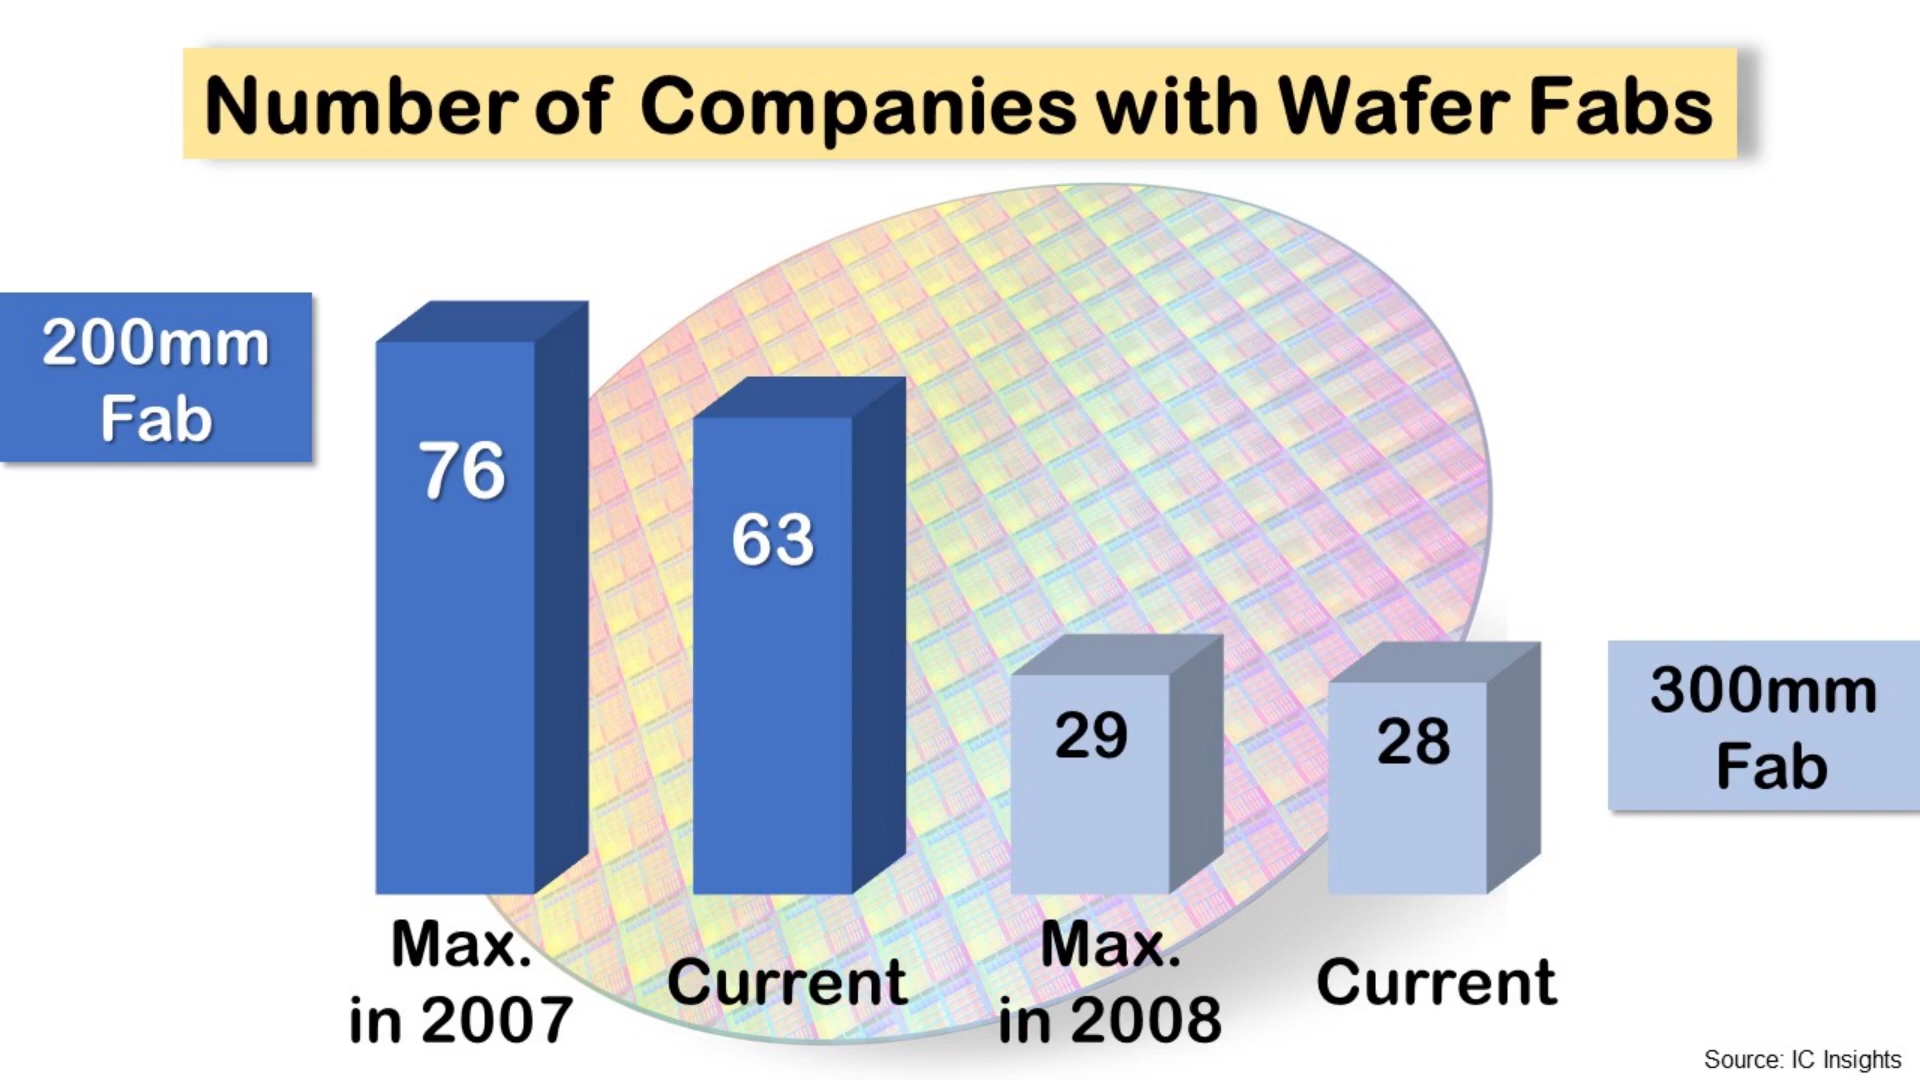 Number of Companies with Wafer Fabs
200mm
Fab
76
63
29
28
300mm
Fab
Max.
in 2007
Current
Max.
in 2008
Current
Source: IC Insights